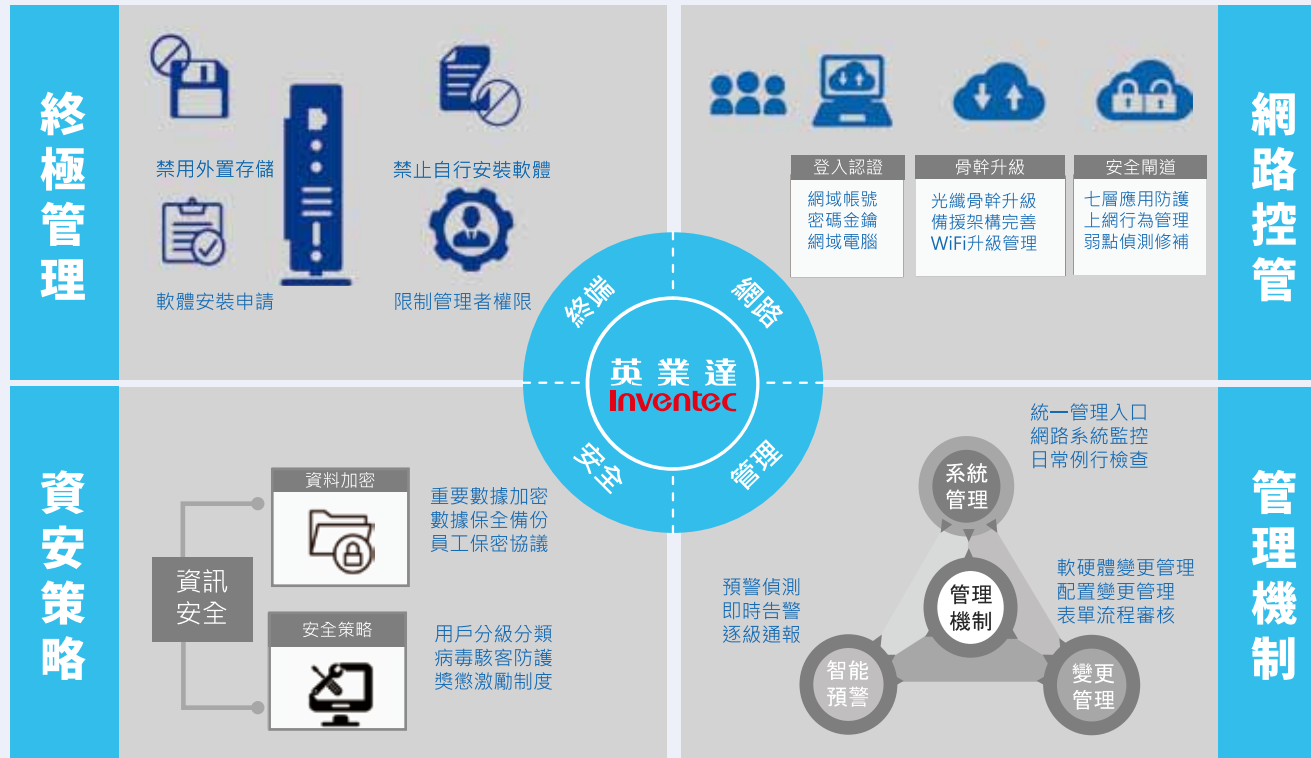 終極管理
禁用外置存儲
禁止自行安裝軟體
軟體安裝申請
限制管理者權限
網路控管
登入認證
網域帳號
密碼金鑰
網域電腦
骨幹升級
光纖骨幹升級
備援架構完善
WiFi升級管理
安全閘道
七層應用防護
上網行為管理
弱點偵測修補
終端
網路
英業達
Inventec
安全
管理
資安策略
資訊
安全
資料加密
重要數據加密
數據保全備份
員工保密協議
安全策略
用戶分級分類
病毒駭客防護
獎懲激勵制度
管理機制
統一管理入口
網路系統監控
日常例行檢查
系統
管理
管理
機制
預警偵測
即時告警
逐級通報
智能
預警
軟硬體變更管理
配置變更管理
表單流程審核
變更
管理